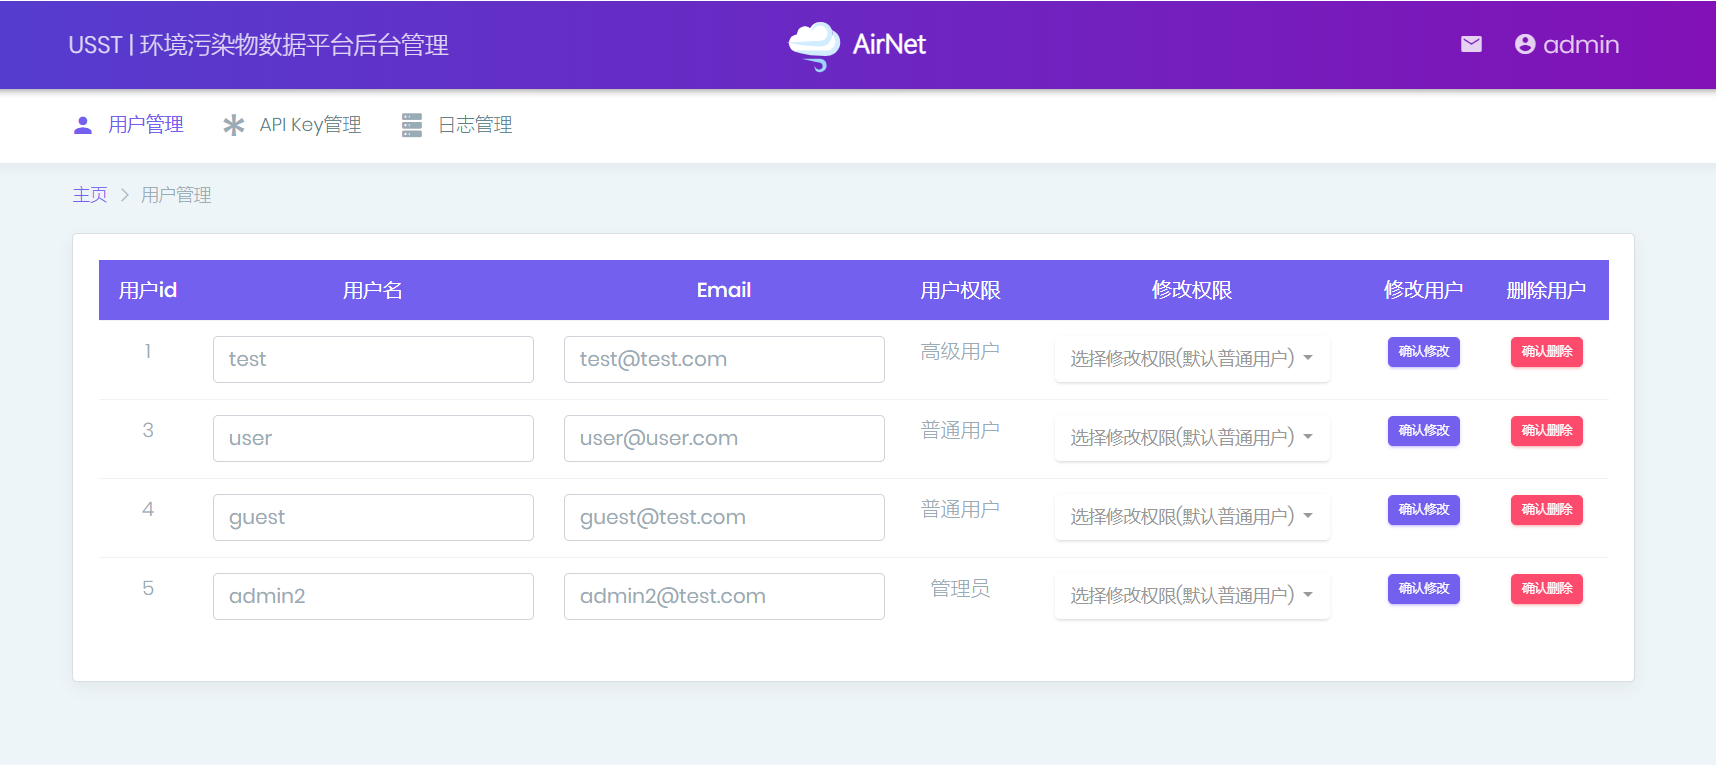 USST | 环境污染物数据平台后台管理 AirNet admin
用户管理 API Key管理 日志管理
主页 > 用户管理
用户id 用户名 Email 用户权限 修改权限 修改用户 删除用户
1 test test@test.com 高级用户 选择修改权限(默认普通用户) 确认修改 确认删除
3 user user@user.com 普通用户 选择修改权限(默认普通用户) 确认修改 确认删除
4 guest guest@test.com 普通用户 选择修改权限(默认普通用户) 确认修改 确认删除
5 admin2 admin2@test.com 管理员 选择修改权限(默认普通用户) 确认修改 确认删除